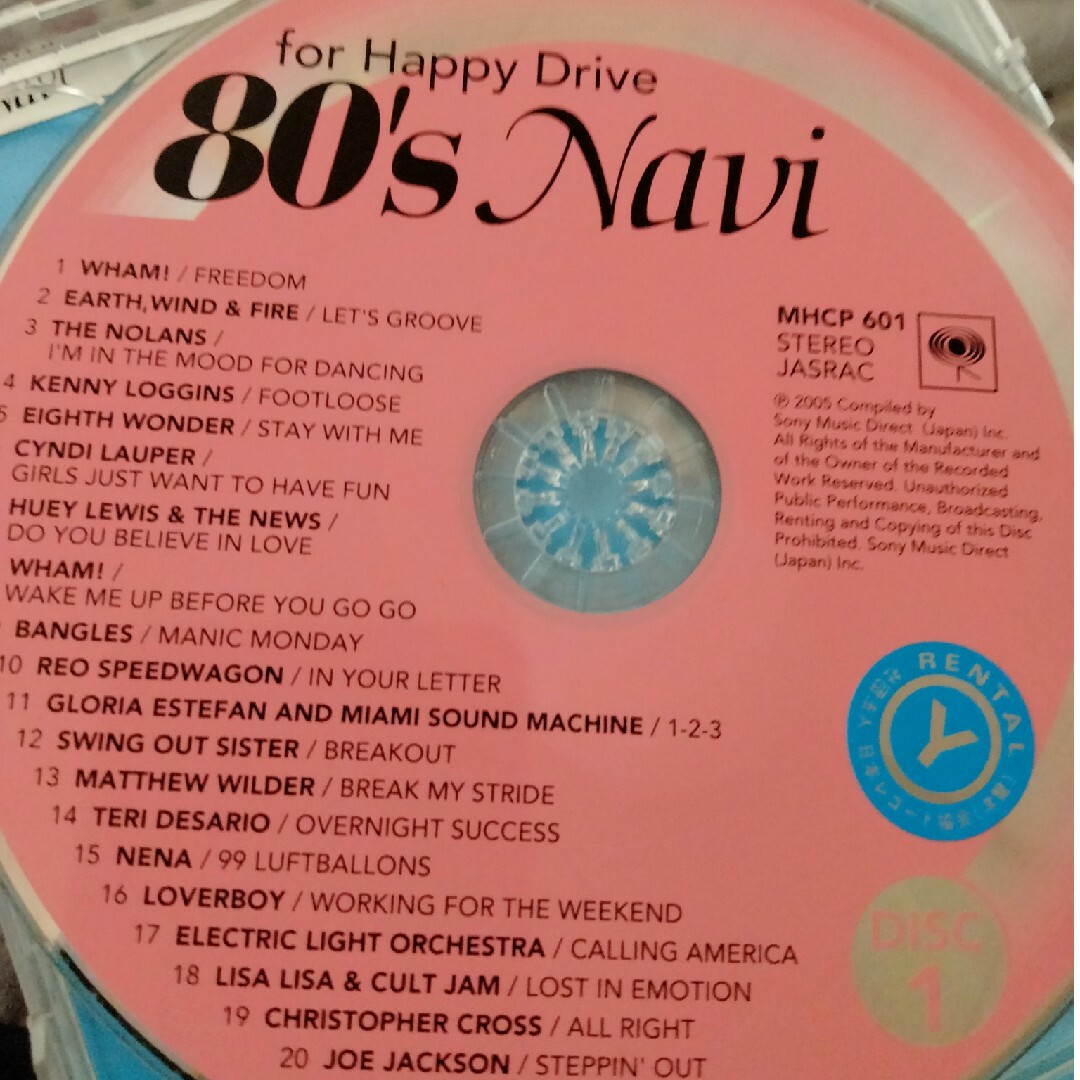 for Happy Drive
80's Navi
1 WHAM! / FREEDOM
2 EARTH,WIND & FIRE / LET'S GROOVE
3 THE NOLANS /
I'M IN THE MOOD FOR DANCING
4 KENNY LOGGINS / FOOTLOOSE
5 EIGHTH WONDER / STAY WITH ME
CYNDI LAUPER /
GIRLS JUST WANT TO HAVE FUN
HUEY LEWIS & THE NEWS /
DO YOU BELIEVE IN LOVE
WHAM! /
WAKE ME UP BEFORE YOU GO GO
BANGLES / MANIC MONDAY
10 REO SPEEDWAGON / IN YOUR LETTER
11 GLORIA ESTEFAN AND MIAMI SOUND MACHINE / 1-2-3
12 SWING OUT SISTER / BREAKOUT
13 MATTHEW WILDER / BREAK MY STRIDE
14 TERI DESARIO / OVERNIGHT SUCCESS
15 NENA / 99 LUFTBALLONS
16 LOVERBOY / WORKING FOR THE WEEKEND
17 ELECTRIC LIGHT ORCHESTRA / CALLING AMERICA
18 LISA LISA & CULT JAM / LOST IN EMOTION
19 CHRISTOPHER CROSS / ALL RIGHT
20 JOE JACKSON / STEPPIN' OUT
MHCP 601
STEREO
JASRAC
℗ 2005 Compiled by
Sony Music Direct (Japan) Inc.
All Rights of the Manufacturer and
of the Owner of the Recorded
Work Reserved. Unauthorized
Public Performance, Broadcasting,
Renting and Copying of this Disc
Prohibited. Sony Music Direct
(Japan) Inc.
RENTAL
Y
DISC
1